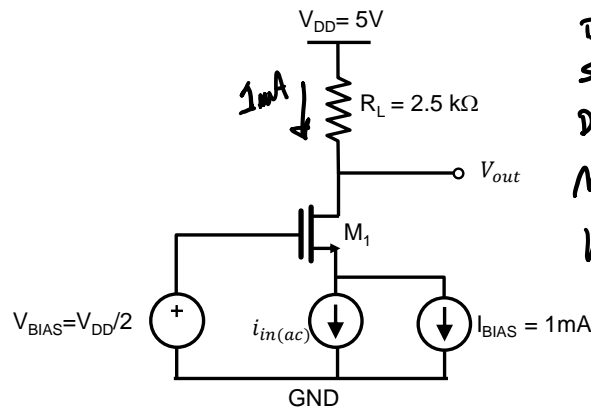 V_DD= 5V
1mA
R_L = 2.5 kΩ
V_out
M_1
V_BIAS=V_DD/2
+
i_in(ac)
I_BIAS = 1mA
GND